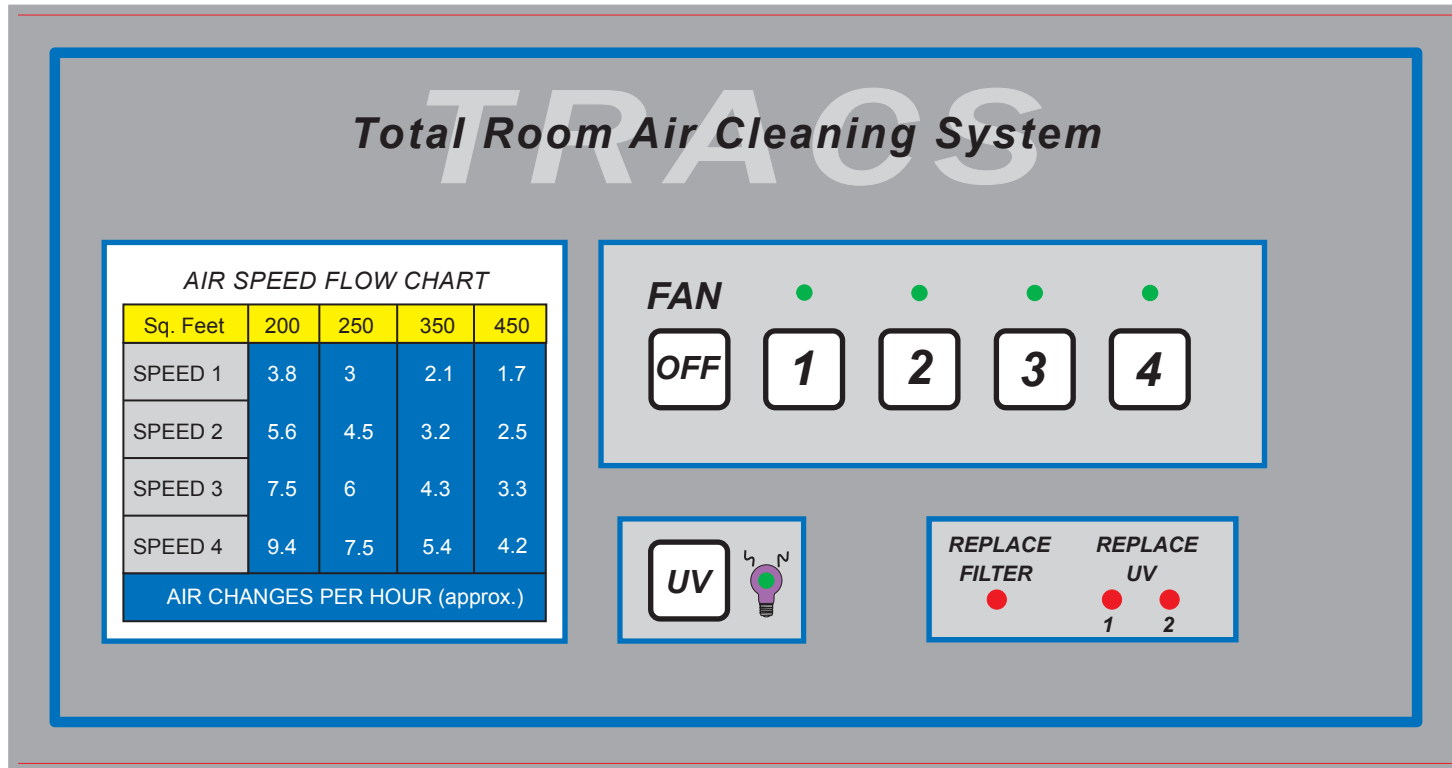 TRACS
Total Room Air Cleaning System
AIR SPEED FLOW CHART
Sq. Feet 200 250 350 450
SPEED 1 3.8 3 2.1 1.7
SPEED 2 5.6 4.5 3.2 2.5
SPEED 3 7.5 6 4.3 3.3
SPEED 4 9.4 7.5 5.4 4.2
AIR CHANGES PER HOUR (approx.)
FAN
OFF 1 2 3 4
UV
REPLACE FILTER
REPLACE UV
1 2